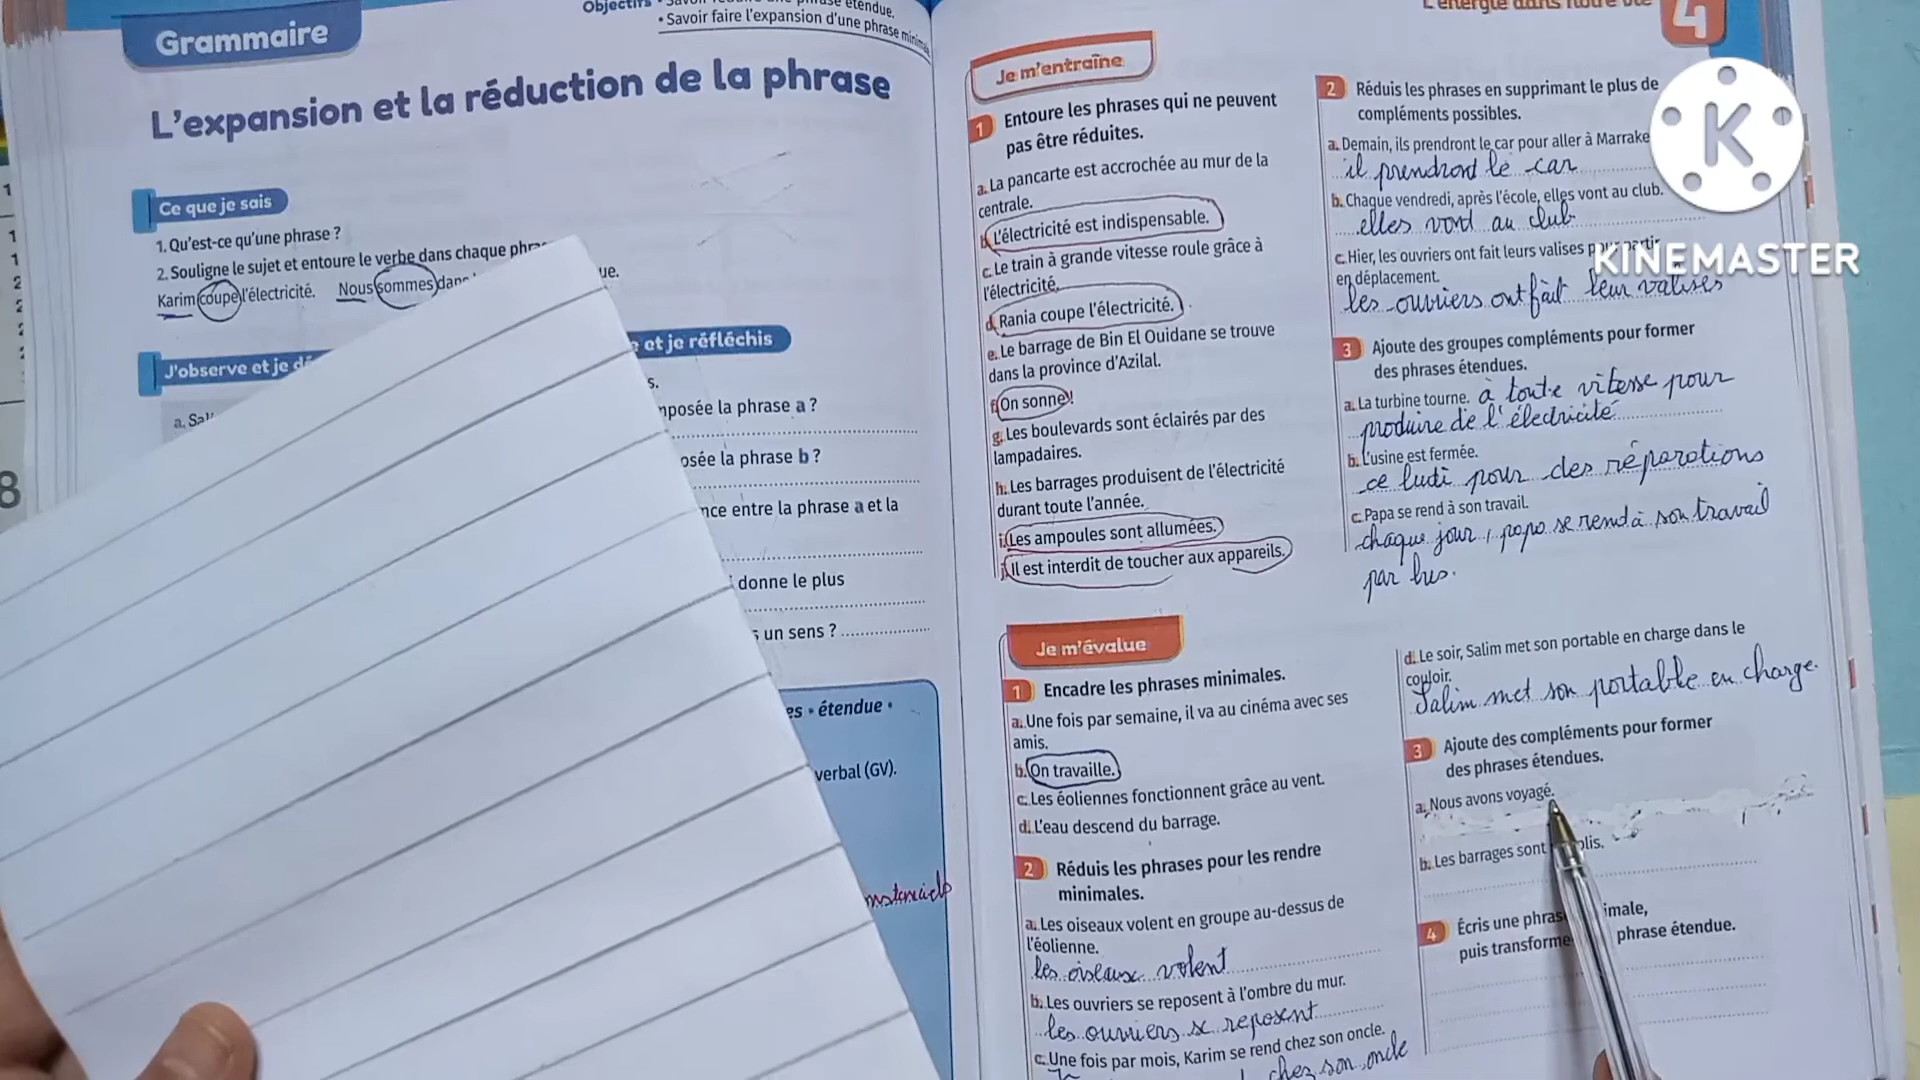 Grammaire
Objectifs • Savoir réduire une phrase étendue.
• Savoir faire l'expansion d'une phrase minimale
L'expansion et la réduction de la phrase
Ce que je sais
1. Qu'est-ce qu'une phrase ?
2. Souligne le sujet et entoure le verbe dans chaque phra
Karim coupe l'électricité. Nous sommes dan ue.
J'observe et je d et je réfléchis
s.
a. Sa mposée la phrase a ?
osée la phrase b ?
nce entre la phrase a et la
donne le plus
un sens ?
es • étendue •
verbal (GV).
L'énergie dans notre vie
4
Je m'entraîne
1 Entoure les phrases qui ne peuvent
pas être réduites.
a. La pancarte est accrochée au mur de la
centrale.
b. L'électricité est indispensable.
c. Le train à grande vitesse roule grâce à
l'électricité.
d. Rania coupe l'électricité.
e. Le barrage de Bin El Ouidane se trouve
dans la province d'Azilal.
f. On sonne !
g. Les boulevards sont éclairés par des
lampadaires.
h. Les barrages produisent de l'électricité
durant toute l'année.
i. Les ampoules sont allumées.
j. Il est interdit de toucher aux appareils.
2 Réduis les phrases en supprimant le plus de
compléments possibles.
a. Demain, ils prendront le car pour aller à Marrake
il prendront le car
b. Chaque vendredi, après l'école, elles vont au club.
elles vont au club
c. Hier, les ouvriers ont fait leurs valises pour partir
en déplacement.
les ouvriers ont fait leur valises
3 Ajoute des groupes compléments pour former
des phrases étendues.
a. La turbine tourne. à toute vitesse pour
produire de l'électricité
b. L'usine est fermée.
ce ludi pour des réparations
c. Papa se rend à son travail.
chaque jour, papa se rend à son travail
par bus.
Je m'évalue
1 Encadre les phrases minimales.
a. Une fois par semaine, il va au cinéma avec ses
amis.
b. On travaille.
c. Les éoliennes fonctionnent grâce au vent.
d. L'eau descend du barrage.
2 Réduis les phrases pour les rendre
minimales.
a. Les oiseaux volent en groupe au-dessus de
l'éolienne.
les oiseaux volent
b. Les ouvriers se reposent à l'ombre du mur.
les ouvriers se reposent
c. Une fois par mois, Karim se rend chez son oncle.
chez son oncle
d. Le soir, Salim met son portable en charge dans le
couloir.
Salim met son portable en charge.
3 Ajoute des compléments pour former
des phrases étendues.
a. Nous avons voyagé.
b. Les barrages sont plis.
4 Écris une phras imale,
puis transforme phrase étendue.
K
KINEMASTER